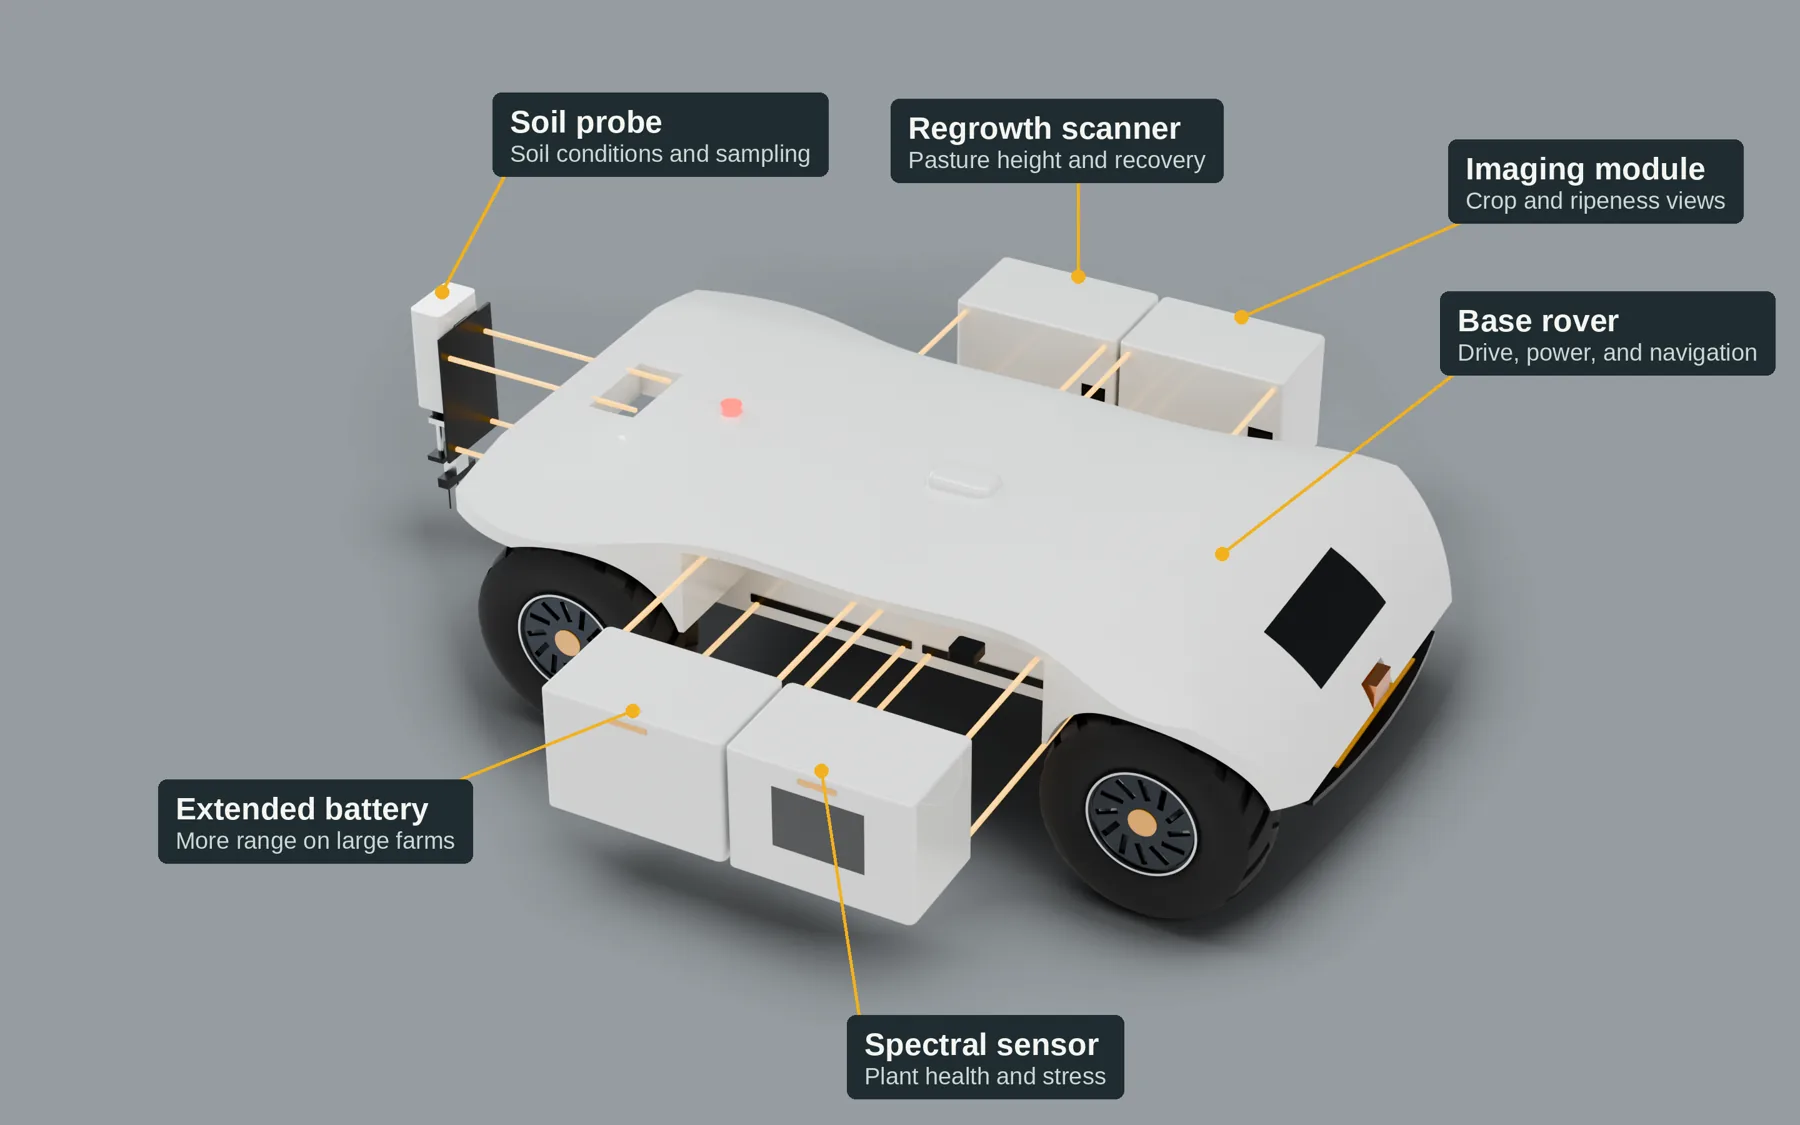 Soil probe
Soil conditions and sampling
Regrowth scanner
Pasture height and recovery
Imaging module
Crop and ripeness views
Base rover
Drive, power, and navigation
Extended battery
More range on large farms
Spectral sensor
Plant health and stress